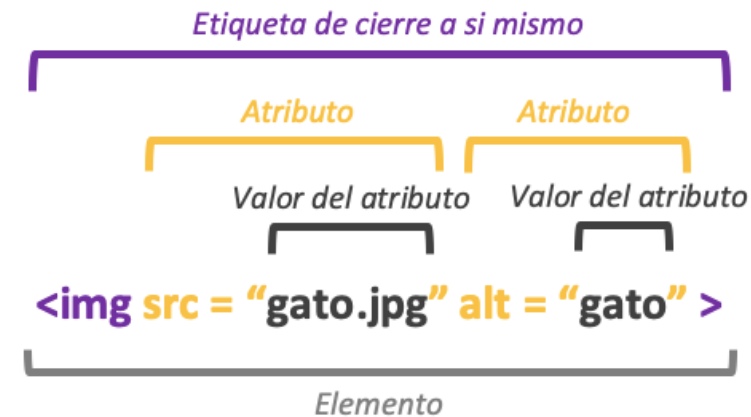 Etiqueta de cierre a si mismo
Atributo Atributo
Valor del atributo Valor del atributo
<img src = “gato.jpg” alt = “gato” >
Elemento